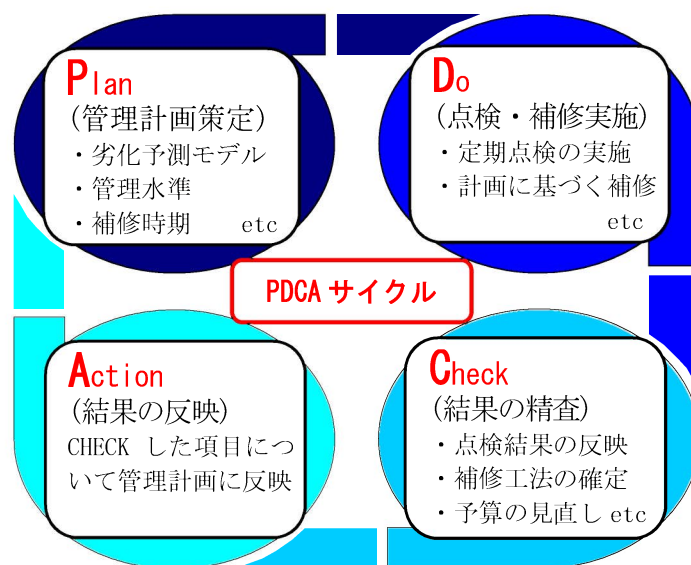 Plan
(管理計画策定)
・劣化予測モデル
・管理水準
・補修時期 etc
Do
(点検・補修実施)
・定期点検の実施
・計画に基づく補修
etc
PDCA サイクル
Action
(結果の反映)
CHECK した項目につ
いて管理計画に反映
Check
(結果の精査)
・点検結果の反映
・補修工法の確定
・予算の見直し etc